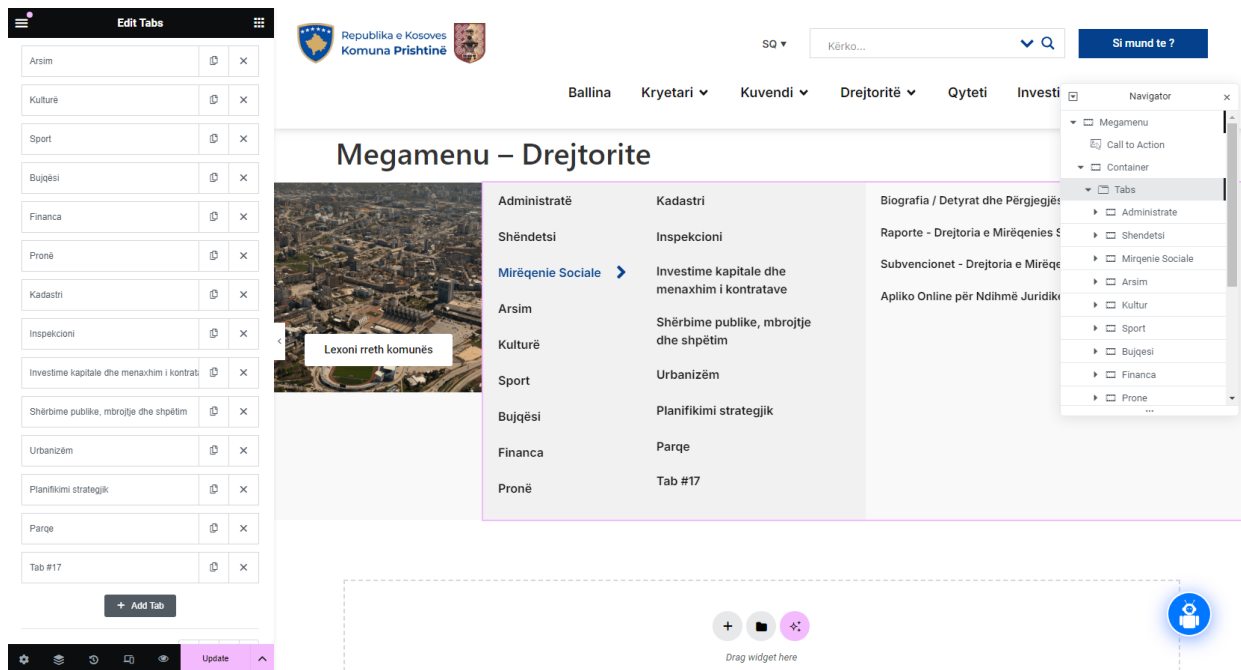 Edit Tabs
Arsim
Kulturë
Sport
Bujqësi
Financa
Pronë
Kadastri
Inspekcioni
Investime kapitale dhe menaxhim i kontrata
Shërbime publike, mbrojtje dhe shpëtim
Urbanizëm
Planifikimi strategjik
Parqe
Tab #17
+ Add Tab
Update
Republika e Kosoves
Komuna Prishtinë
SQ ▾
Kërko...
Si mund te ?
Ballina Kryetari Kuvendi Drejtoritë Qyteti Investi
Megamenu – Drejtorite
Lexoni rreth komunës
Administratë
Shëndetsi
Mirëqenie Sociale
Arsim
Kulturë
Sport
Bujqësi
Financa
Pronë
Kadastri
Inspekcioni
Investime kapitale dhe
menaxhim i kontratave
Shërbime publike, mbrojtje
dhe shpëtim
Urbanizëm
Planifikimi strategjik
Parqe
Tab #17
Biografia / Detyrat dhe Përgjegjës
Raporte - Drejtoria e Mirëqenies S
Subvencionet - Drejtoria e Mirëqe
Apliko Online për Ndihmë Juridike
Navigator
Megamenu
Call to Action
Container
Tabs
Administrate
Shendetsi
Mirqenie Sociale
Arsim
Kultur
Sport
Bujqesi
Financa
Prone
Drag widget here